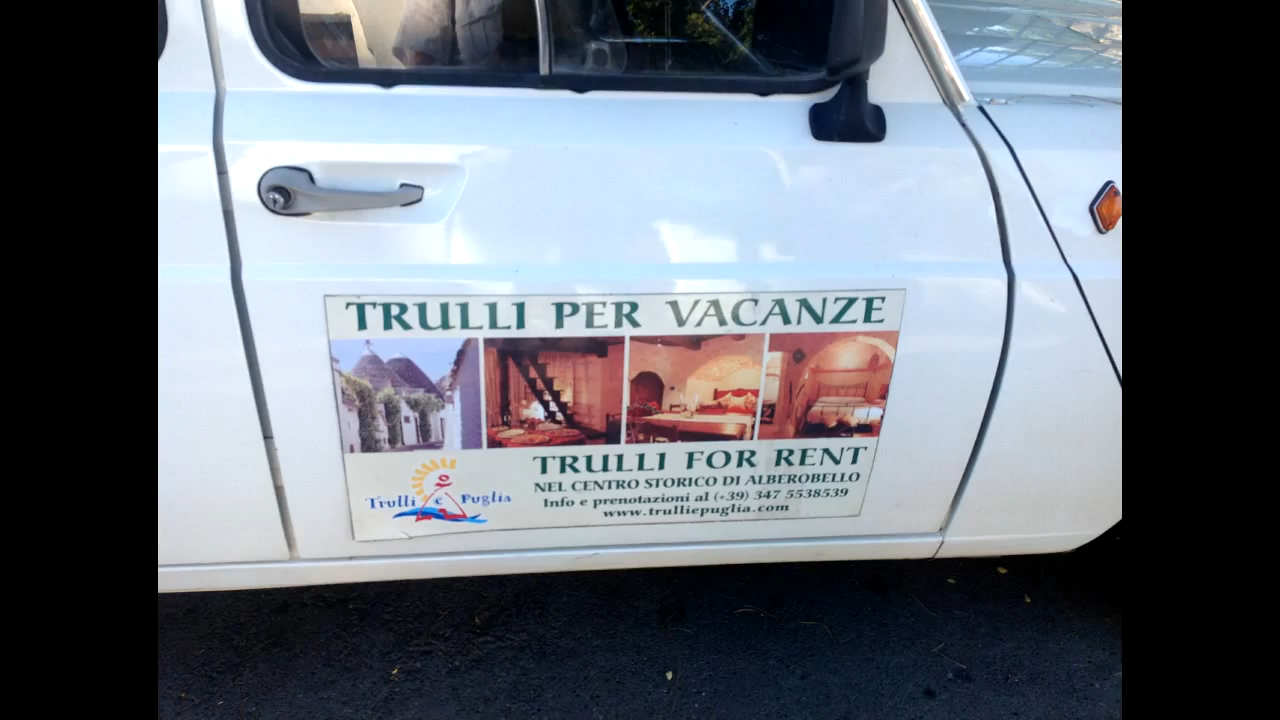 TRULLI PER VACANZE
TRULLI FOR RENT
NEL CENTRO STORICO DI ALBEROBELLO
Info e prenotazioni al (+39) 347 5538539
www.trulliepuglia.com
Trulli e Puglia